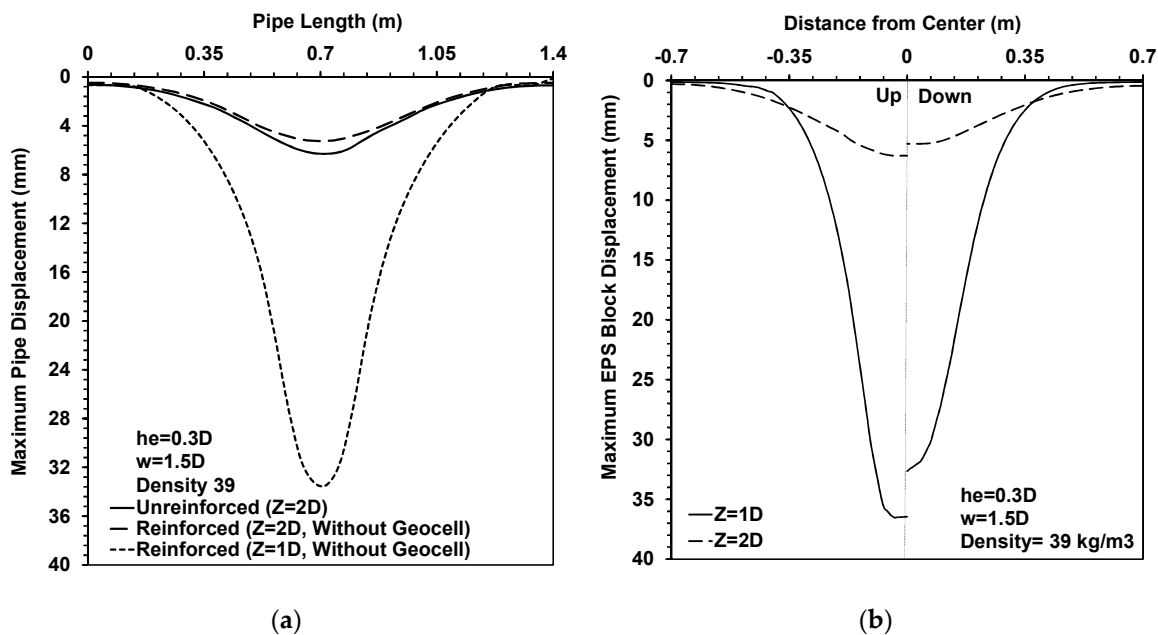 Pipe Length (m)
0 0.35 0.7 1.05 1.4
Maximum Pipe Displacement (mm)
0
4
8
12
16
20
24
28
32
36
40
he=0.3D
w=1.5D
Density 39
Unreinforced (Z=2D)
Reinforced (Z=2D, Without Geocell)
Reinforced (Z=1D, Without Geocell)
(a)
Distance from Center (m)
-0.7 -0.35 0 0.35 0.7
Maximum EPS Block Displacement (mm)
0
5
10
15
20
25
30
35
40
Up Down
Z=1D
Z=2D
he=0.3D
w=1.5D
Density= 39 kg/m3
(b)